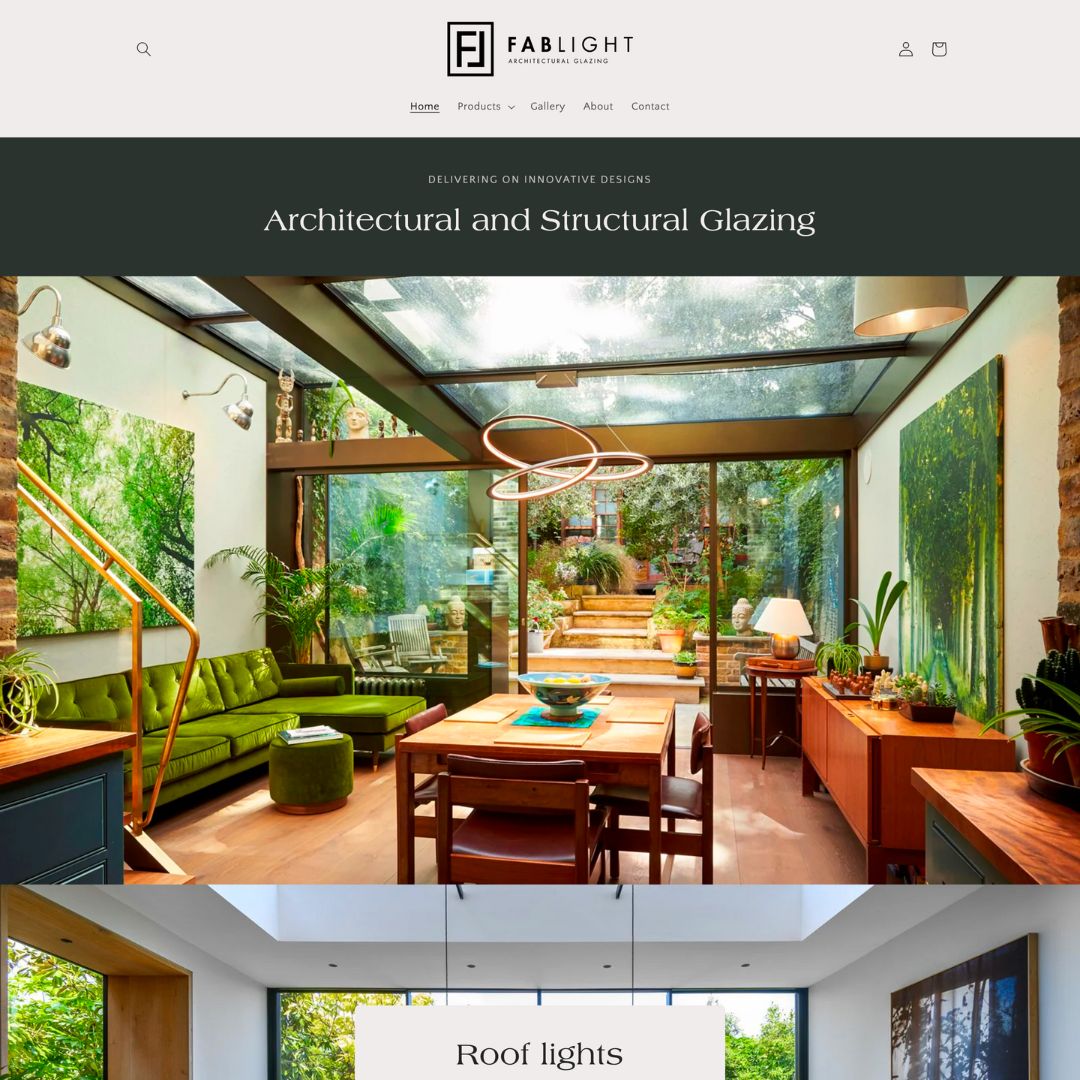 FABLIGHT
ARCHITECTURAL GLAZING
Home Products Gallery About Contact
DELIVERING ON INNOVATIVE DESIGNS
Architectural and Structural Glazing
Roof lights